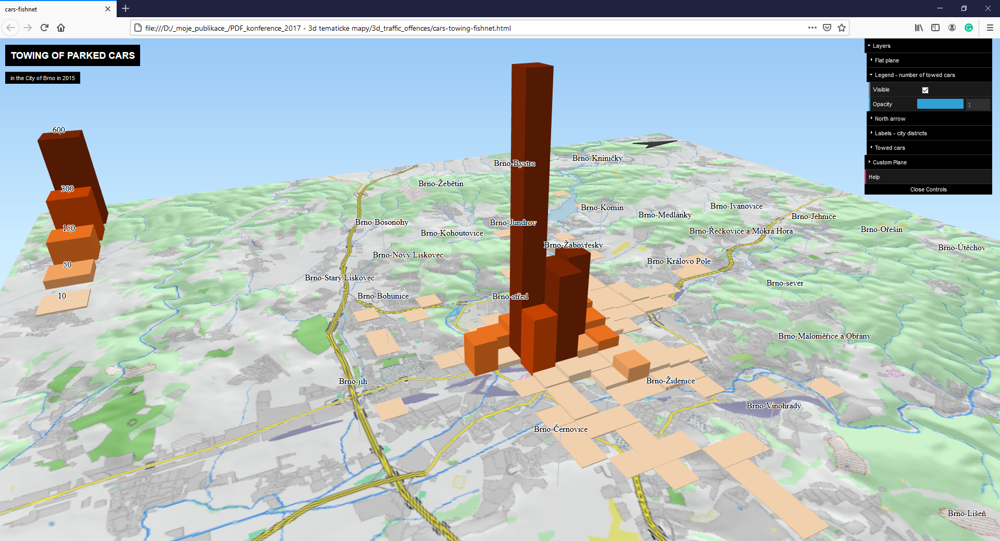 cars-fishnet
file:///D:/_moje_publikace_/PDF_konference_2017 - 3d tematicke mapy/3d_traffic_offences/cars-towing-fishnet.html
TOWING OF PARKED CARS
in the City of Brno in 2015
Layers
Flat plane
Legend - number of towed cars
Visible
Opacity
1
North arrow
Labels - city districts
Towed cars
Custom Plane
Help
Close Controls
600
300
150
50
10
Brno-Kníničky
Brno-Bystrc
Brno-Žebětín
Brno-Komín
Brno-Ivanovice
Brno-Medlánky
Brno-Jehnice
Brno-Bosonohy
Brno-Jundrov
Brno-Kohoutovice
Brno-Řečkovice a Mokrá Hora
Brno-Ořešín
Brno-Žabovřesky
Brno-Útěchov
Brno-Nový Lískovec
Brno-Královo Pole
Brno-Starý Lískovec
Brno-sever
Brno-Bohunice
Brno-střed
Brno-Maloměřice a Obřany
Brno-jih
Brno-Židenice
Brno-Vinohrady
Brno-Černovice
Brno-Líšeň